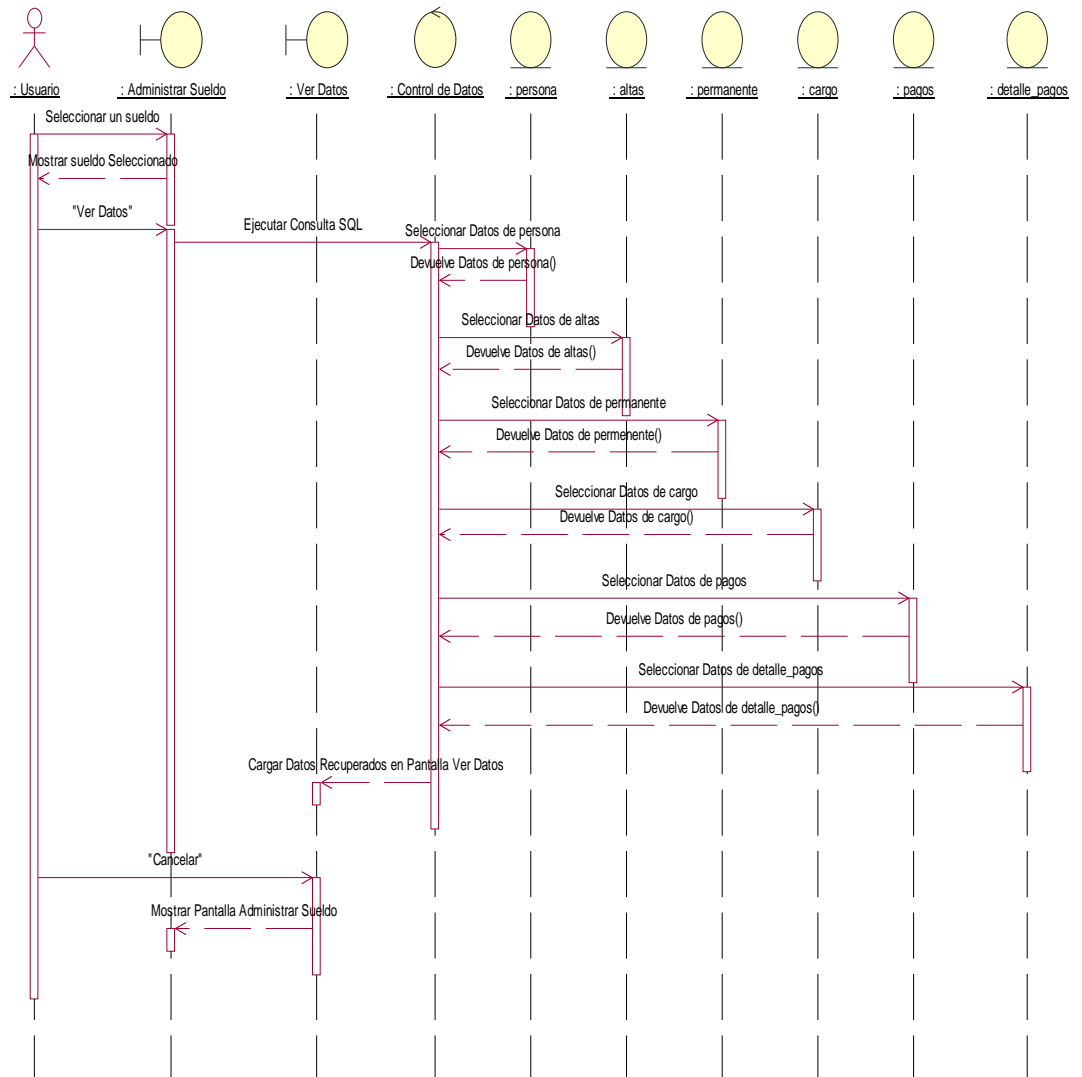 : Usuario
: Administrar Sueldo
: Ver Datos
: Control de Datos
: persona
: altas
: permanente
: cargo
: pagos
: detalle_pagos
Seleccionar un sueldo
Mostrar sueldo Seleccionado
"Ver Datos"
Ejecutar Consulta SQL
Seleccionar Datos de persona
Devuelve Datos de persona()
Seleccionar Datos de altas
Devuelve Datos de altas()
Seleccionar Datos de permanente
Devuelve Datos de permenente()
Seleccionar Datos de cargo
Devuelve Datos de cargo()
Seleccionar Datos de pagos
Devuelve Datos de pagos()
Seleccionar Datos de detalle_pagos
Devuelve Datos de detalle_pagos()
Cargar Datos Recuperados en Pantalla Ver Datos
"Cancelar"
Mostrar Pantalla Administrar Sueldo